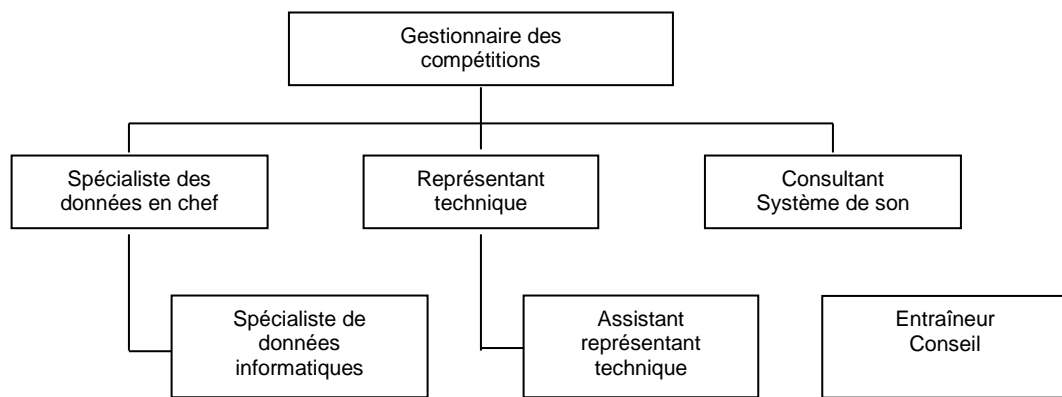 Gestionnaire des
compétitions
Spécialiste des
données en chef
Représentant
technique
Consultant
Système de son
Spécialiste de
données
informatiques
Assistant
représentant
technique
Entraîneur
Conseil